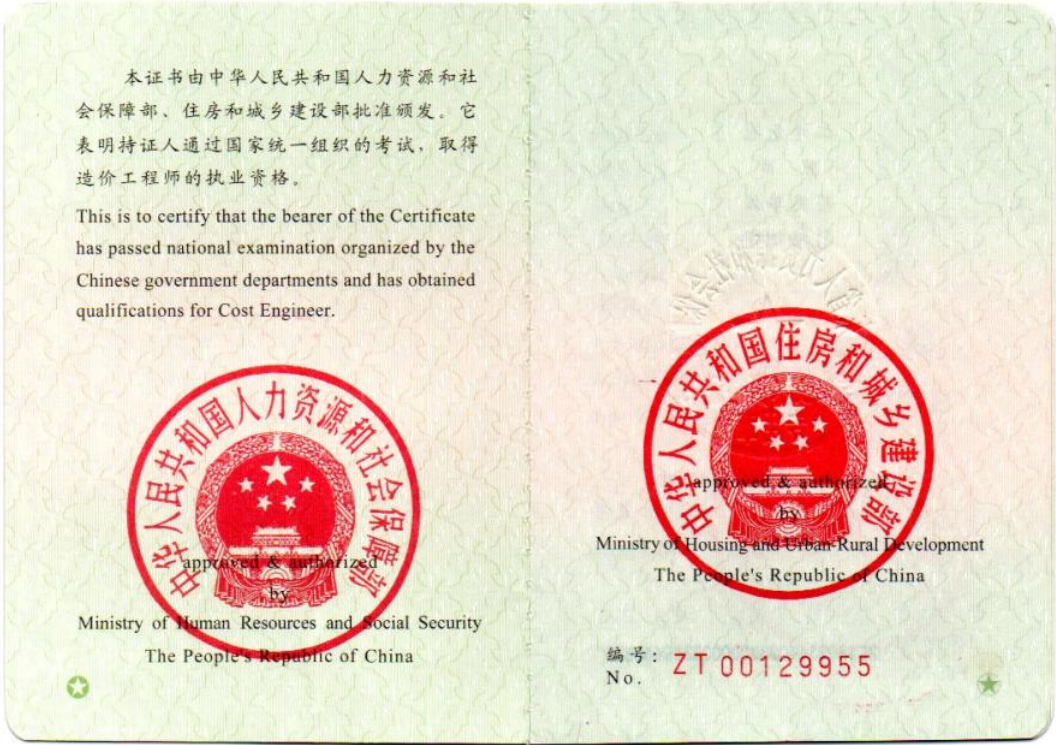 本证书由中华人民共和国人力资源和社
会保障部、住房和城乡建设部批准颁发。它
表明持证人通过国家统一组织的考试，取得
造价工程师的执业资格。
This is to certify that the bearer of the Certificate
has passed national examination organized by the
Chinese government departments and has obtained
qualifications for Cost Engineer.
中华人民共和国人力资源和社会保障部
approved & authorized
by
Ministry of Human Resources and Social Security
The People's Republic of China
中华人民共和国住房和城乡建设部
approved & authorized
by
Ministry of Housing and Urban-Rural Development
The People's Republic of China
编号:
No.
ZT 00129955